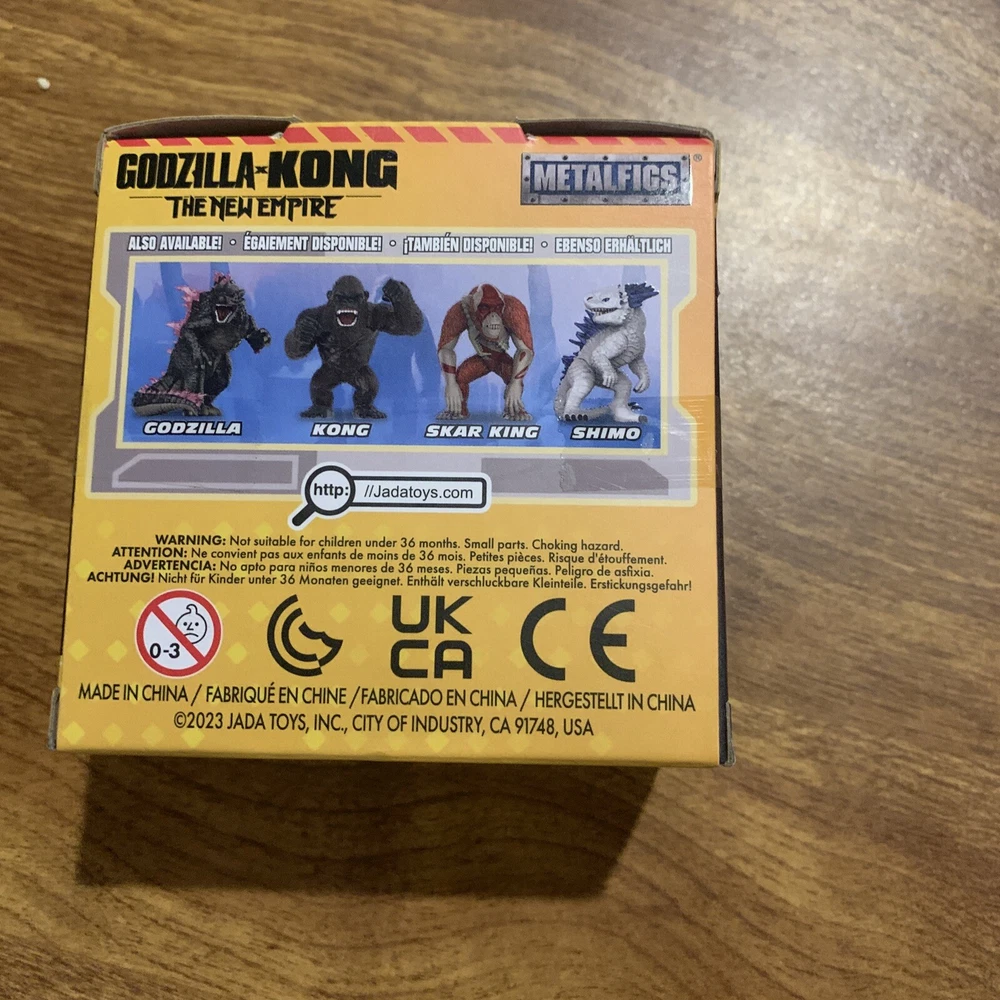 GODZILLA x KONG
THE NEW EMPIRE
METALFIGS®
ALSO AVAILABLE! • ÉGAIEMENT DISPONIBLE! • ¡TAMBIÉN DISPONIBLE! • EBENSO ERHÄLTLICH
GODZILLA KONG SKAR KING SHIMO
http: //Jadatoys.com
WARNING: Not suitable for children under 36 months. Small parts. Choking hazard.
ATTENTION: Ne convient pas aux enfants de moins de 36 mois. Petites pièces. Risque d'étouffement.
ADVERTENCIA: No apto para niños menores de 36 meses. Piezas pequeñas. Peligro de asfixia.
ACHTUNG! Nicht für Kinder unter 36 Monaten geeignet. Enthält verschluckbare Kleinteile. Erstickungsgefahr!
0-3
UK
CA
CE
MADE IN CHINA / FABRIQUÉ EN CHINE / FABRICADO EN CHINA / HERGESTELLT IN CHINA
©2023 JADA TOYS, INC., CITY OF INDUSTRY, CA 91748, USA